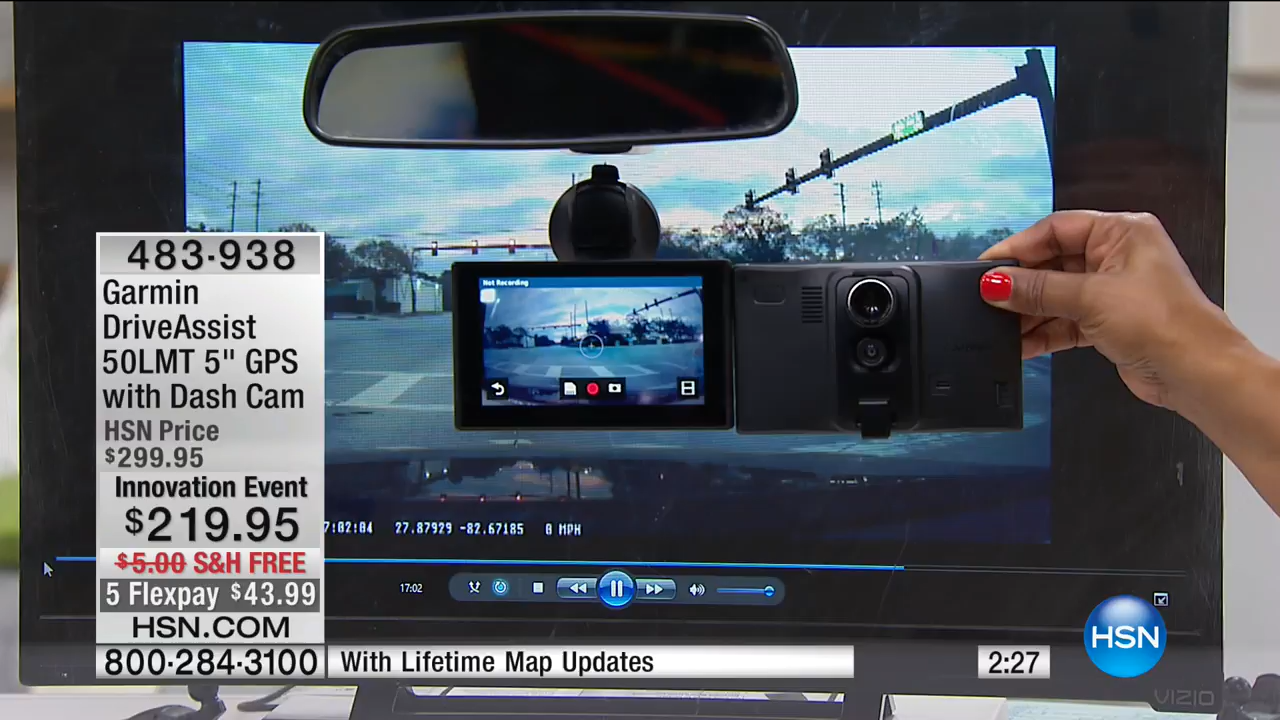 483-938
Garmin
DriveAssist
50LMT 5" GPS
with Dash Cam
HSN Price
$299.95
Innovation Event
$219.95
$5.00 S&H FREE
5 Flexpay $43.99
HSN.COM
800-284-3100
With Lifetime Map Updates
2:27
HSN
Not Recording
7:02:04 27.87929 -82.67185 0 MPH
17:02
VIZIO